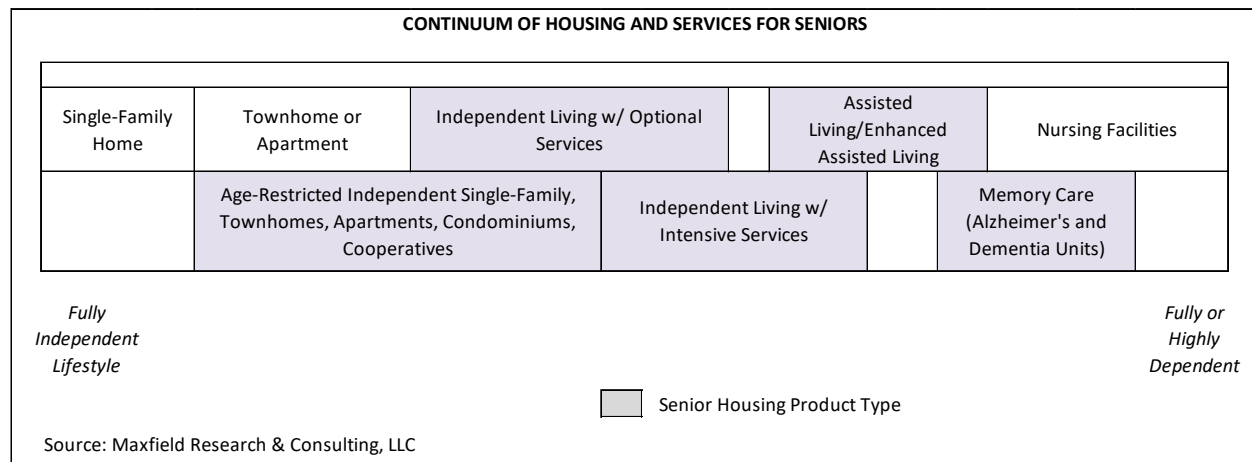 CONTINUUM OF HOUSING AND SERVICES FOR SENIORS
Single-Family
Home
Townhome or
Apartment
Independent Living w/ Optional
Services
Assisted
Living/Enhanced
Assisted Living
Nursing Facilities
Age-Restricted Independent Single-Family,
Townhomes, Apartments, Condominiums,
Cooperatives
Independent Living w/
Intensive Services
Memory Care
(Alzheimer's and
Dementia Units)
Fully
Independent
Lifestyle
Fully or
Highly
Dependent
Senior Housing Product Type
Source: Maxfield Research & Consulting, LLC